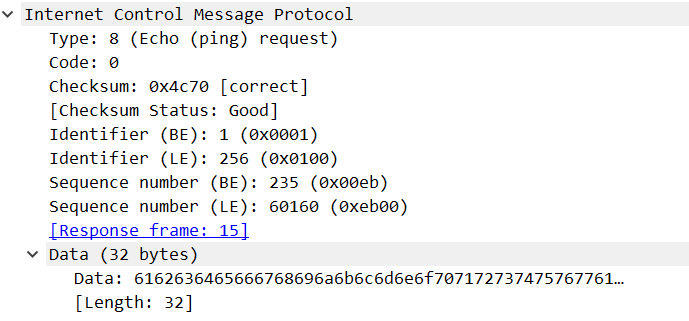 Internet Control Message Protocol
Type: 8 (Echo (ping) request)
Code: 0
Checksum: 0x4c70 [correct]
[Checksum Status: Good]
Identifier (BE): 1 (0x0001)
Identifier (LE): 256 (0x0100)
Sequence number (BE): 235 (0x00eb)
Sequence number (LE): 60160 (0xeb00)
[Response frame: 15]
Data (32 bytes)
Data: 6162636465666768696a6b6c6d6e6f7071727374757677​61…
[Length: 32]